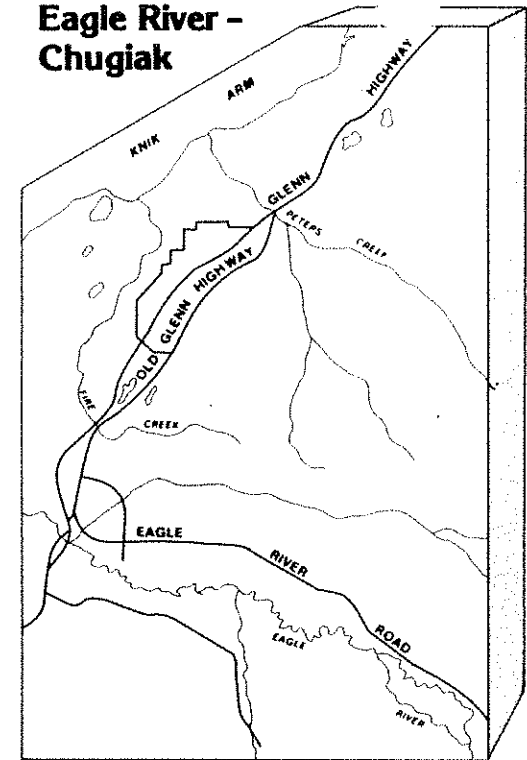 Eagle River –
Chugiak
KNIK ARM
GLENN HIGHWAY
PETERS CREEK
OLD GLENN HIGHWAY
FIRE CREEK
EAGLE RIVER ROAD
EAGLE RIVER